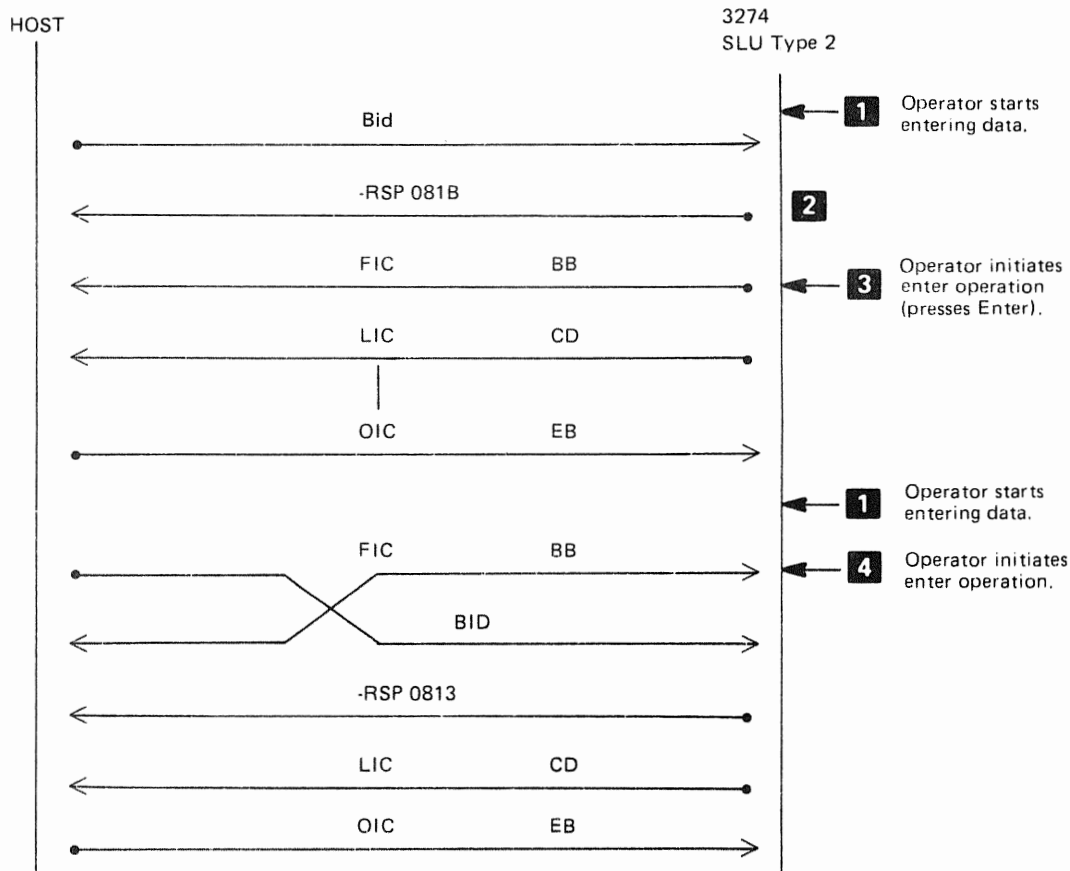 HOST
3274
SLU Type 2
Bid
1 Operator starts
entering data.
-RSP 081B
2
FIC BB
3 Operator initiates
enter operation
(presses Enter).
LIC CD
OIC EB
1 Operator starts
entering data.
FIC BB
4 Operator initiates
enter operation.
BID
-RSP 0813
LIC CD
OIC EB